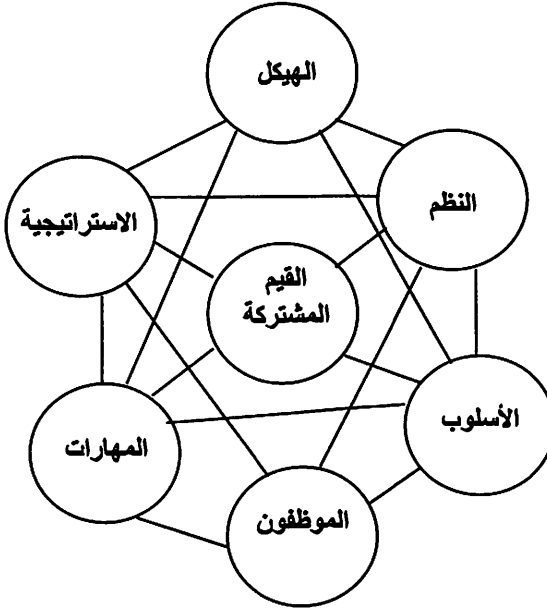 الهيكل
النظم
الاستراتيجية
القيم
المشتركة
الأسلوب
المهارات
الموظفون